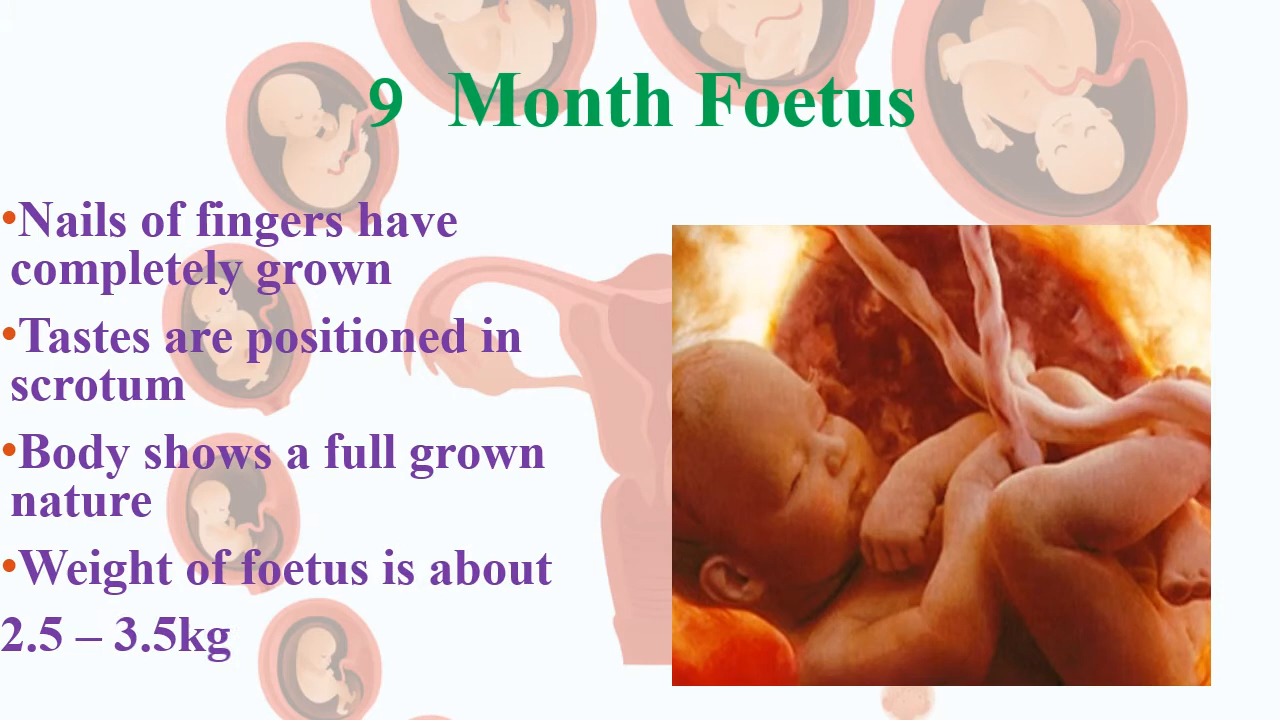 9 Month Foetus
•Nails of fingers have
completely grown
•Tastes are positioned in
scrotum
•Body shows a full grown
nature
•Weight of foetus is about
2.5 – 3.5kg